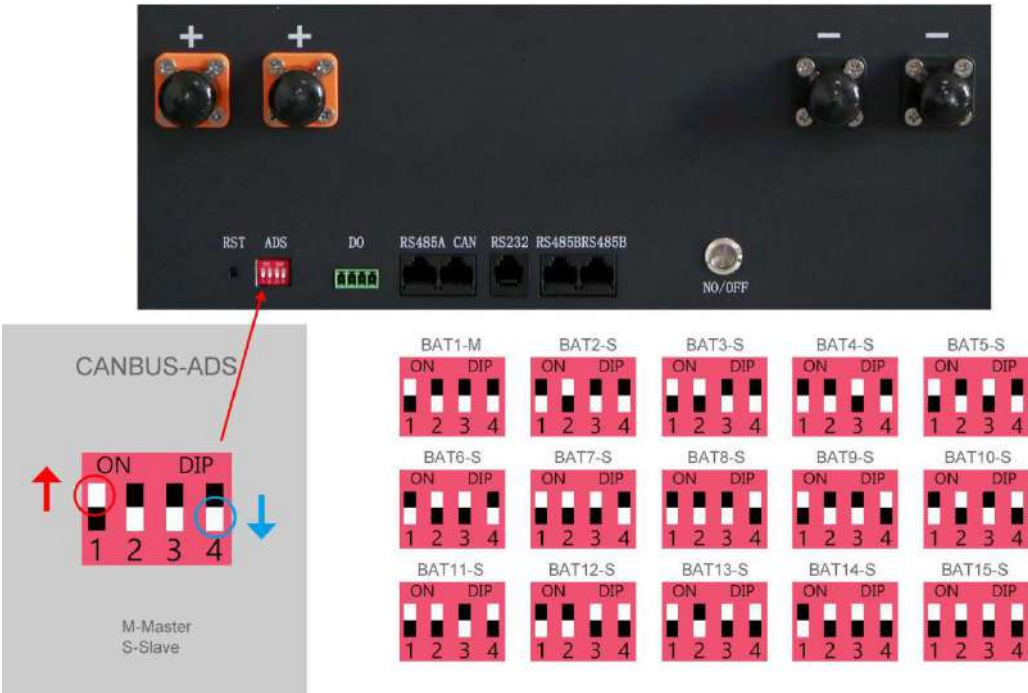 + + − −
RST ADS DO RS485A CAN RS232 RS485BRS485B
NO/OFF
CANBUS-ADS
ON DIP
1 2 3 4
M-Master
S-Slave
BAT1-M BAT2-S BAT3-S BAT4-S BAT5-S
ON DIP ON DIP ON DIP ON DIP ON DIP
1 2 3 4 1 2 3 4 1 2 3 4 1 2 3 4 1 2 3 4
BAT6-S BAT7-S BAT8-S BAT9-S BAT10-S
ON DIP ON DIP ON DIP ON DIP ON DIP
1 2 3 4 1 2 3 4 1 2 3 4 1 2 3 4 1 2 3 4
BAT11-S BAT12-S BAT13-S BAT14-S BAT15-S
ON DIP ON DIP ON DIP ON DIP ON DIP
1 2 3 4 1 2 3 4 1 2 3 4 1 2 3 4 1 2 3 4